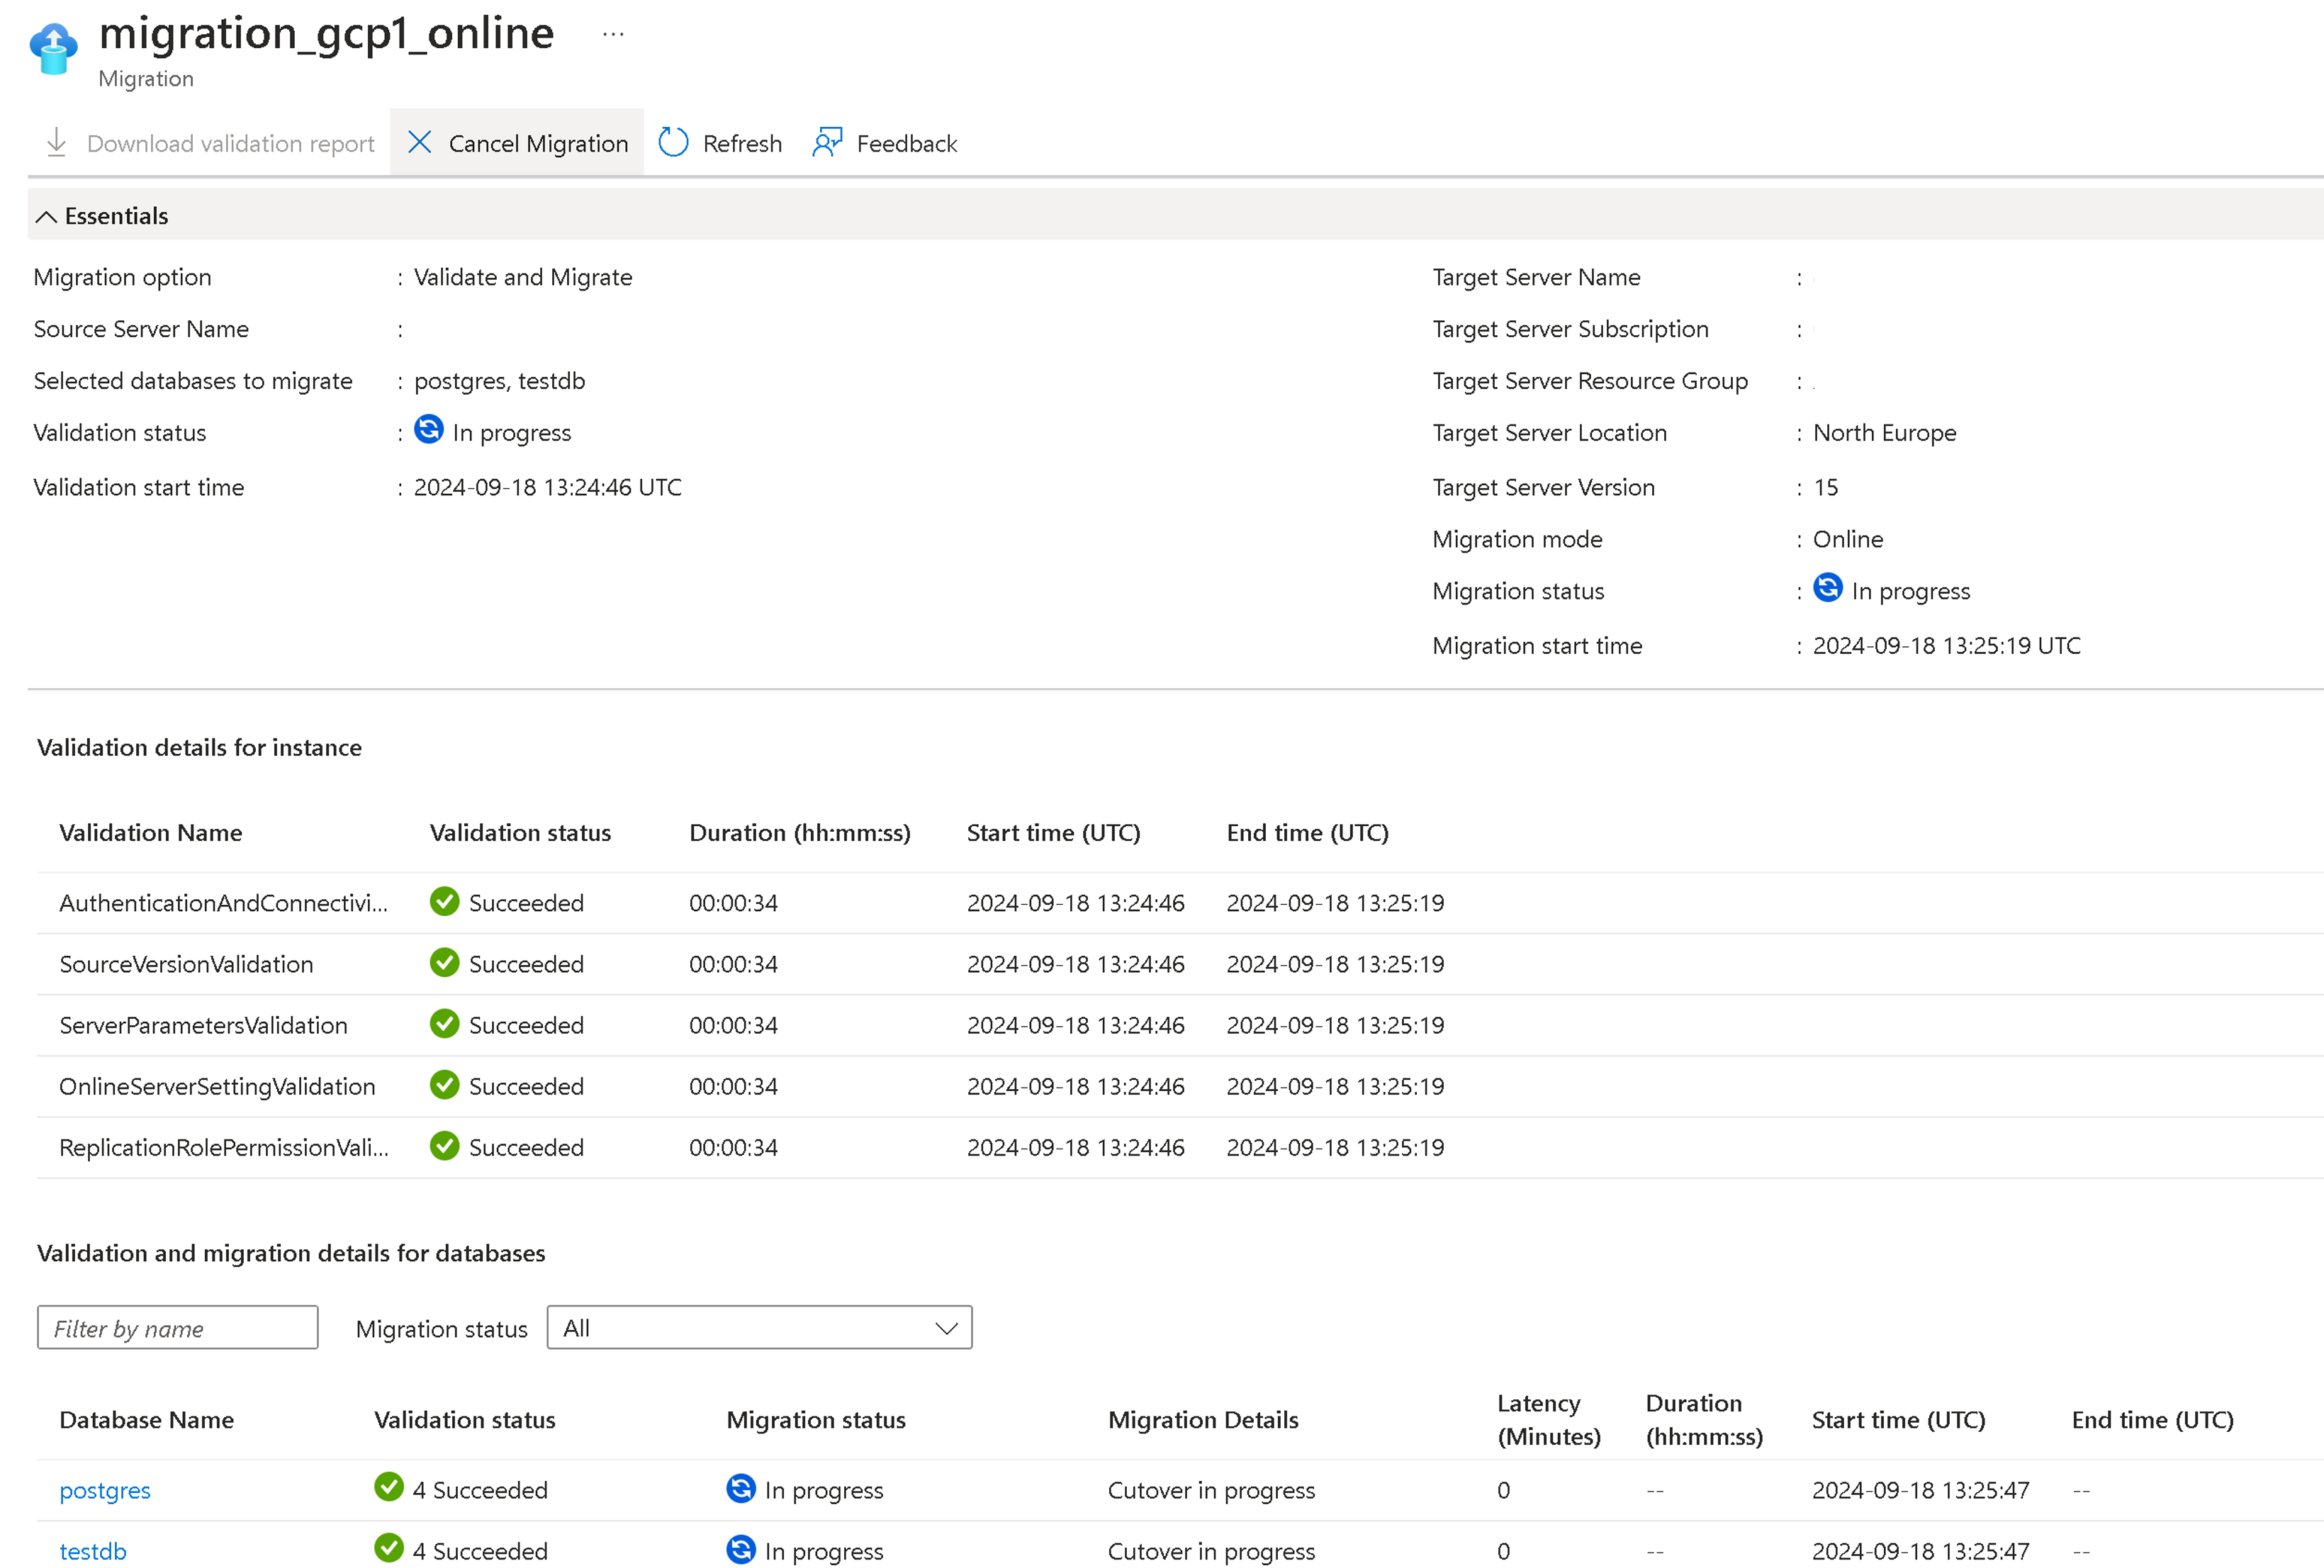 migration_gcp1_online ...
Migration
Download validation report Cancel Migration Refresh Feedback
Essentials
Migration option : Validate and Migrate Target Server Name :
Source Server Name : Target Server Subscription :
Selected databases to migrate : postgres, testdb Target Server Resource Group :
Validation status : In progress Target Server Location : North Europe
Validation start time : 2024-09-18 13:24:46 UTC Target Server Version : 15
Migration mode : Online
Migration status : In progress
Migration start time : 2024-09-18 13:25:19 UTC
Validation details for instance
Validation Name Validation status Duration (hh:mm:ss) Start time (UTC) End time (UTC)
AuthenticationAndConnectivi... Succeeded 00:00:34 2024-09-18 13:24:46 2024-09-18 13:25:19
SourceVersionValidation Succeeded 00:00:34 2024-09-18 13:24:46 2024-09-18 13:25:19
ServerParametersValidation Succeeded 00:00:34 2024-09-18 13:24:46 2024-09-18 13:25:19
OnlineServerSettingValidation Succeeded 00:00:34 2024-09-18 13:24:46 2024-09-18 13:25:19
ReplicationRolePermissionVali... Succeeded 00:00:34 2024-09-18 13:24:46 2024-09-18 13:25:19
Validation and migration details for databases
Filter by name Migration status All
Database Name Validation status Migration status Migration Details Latency (Minutes) Duration (hh:mm:ss) Start time (UTC) End time (UTC)
postgres 4 Succeeded In progress Cutover in progress 0 -- 2024-09-18 13:25:47 --
testdb 4 Succeeded In progress Cutover in progress 0 -- 2024-09-18 13:25:47 --